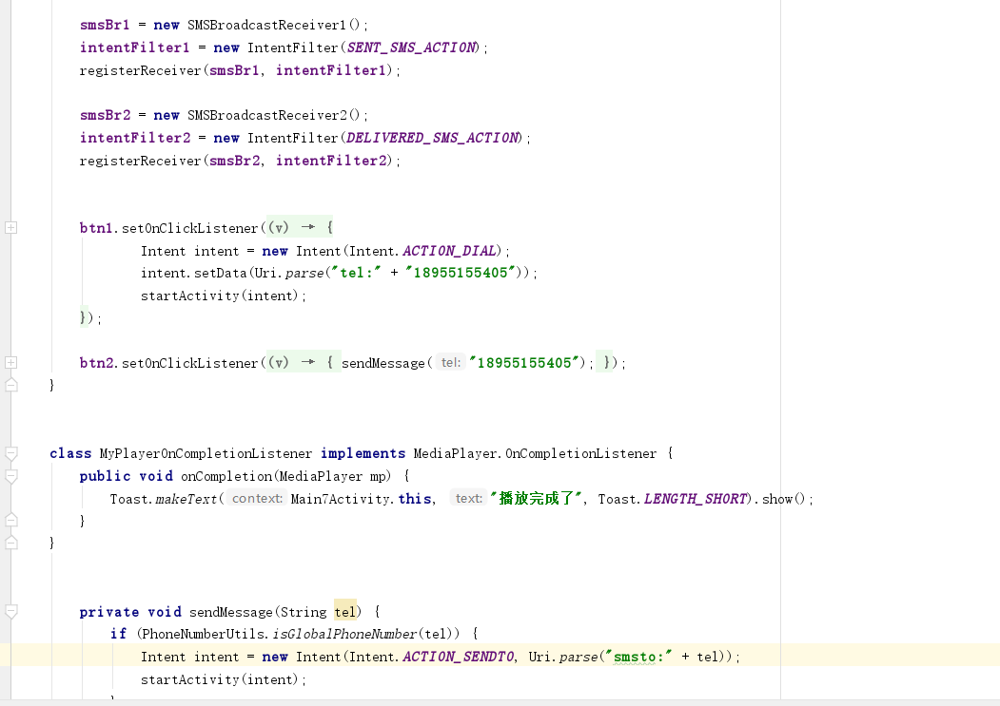 smsBr1 = new SMSBroadcastReceiver1();
intentFilter1 = new IntentFilter(SENT_SMS_ACTION);
registerReceiver(smsBr1, intentFilter1);
smsBr2 = new SMSBroadcastReceiver2();
intentFilter2 = new IntentFilter(DELIVERED_SMS_ACTION);
registerReceiver(smsBr2, intentFilter2);
btn1.setOnClickListener((v) → {
Intent intent = new Intent(Intent.ACTION_DIAL);
intent.setData(Uri.parse("tel:" + "18955155405"));
startActivity(intent);
});
btn2.setOnClickListener((v) → { sendMessage( tel: "18955155405"); });
}
class MyPlayerOnCompletionListener implements MediaPlayer.OnCompletionListener {
public void onCompletion(MediaPlayer mp) {
Toast.makeText( context: Main7Activity.this, text: "播放完成了", Toast.LENGTH_SHORT).show();
}
}
private void sendMessage(String tel) {
if (PhoneNumberUtils.isGlobalPhoneNumber(tel)) {
Intent intent = new Intent(Intent.ACTION_SENDTO, Uri.parse("smsto:" + tel));
startActivity(intent);